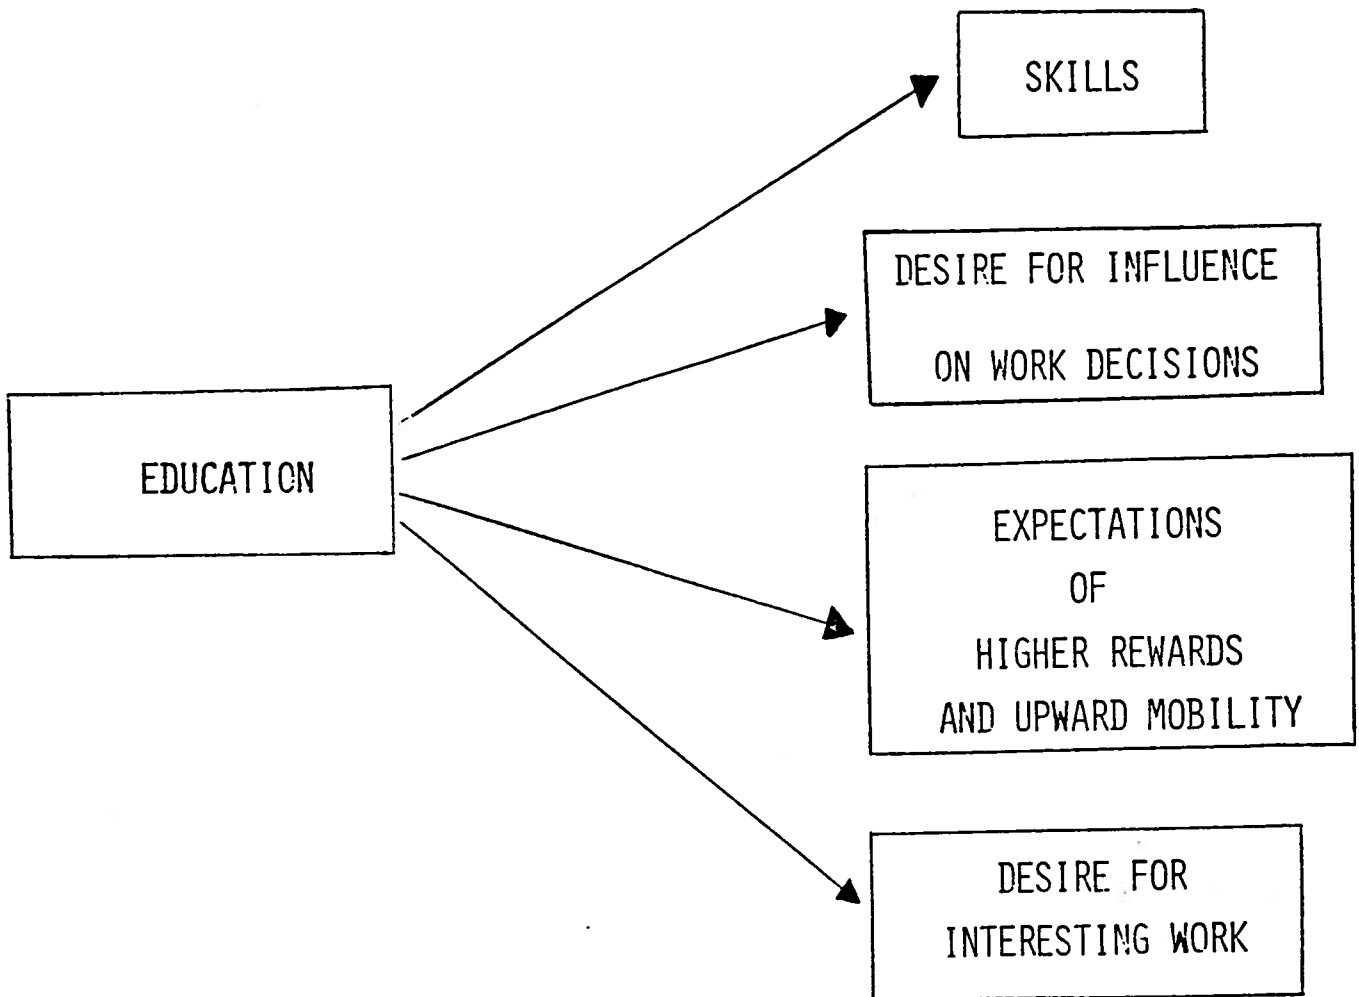 SKILLS
DESIRE FOR INFLUENCE
ON WORK DECISIONS
EDUCATION
EXPECTATIONS
OF
HIGHER REWARDS
AND UPWARD MOBILITY
DESIRE FOR
INTERESTING WORK